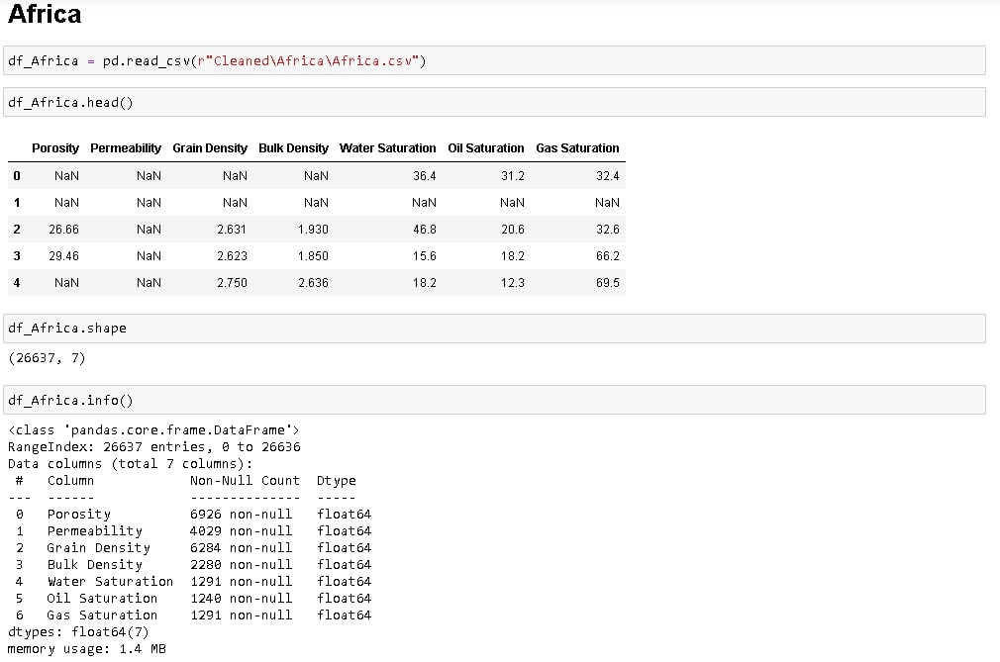 Africa
df_Africa = pd.read_csv(r"Cleaned\Africa\Africa.csv")
df_Africa.head()
Porosity Permeability Grain Density Bulk Density Water Saturation Oil Saturation Gas Saturation
0 NaN NaN NaN NaN 36.4 31.2 32.4
1 NaN NaN NaN NaN NaN NaN NaN
2 26.66 NaN 2.631 1.930 46.8 20.6 32.6
3 29.46 NaN 2.623 1.850 15.6 18.2 66.2
4 NaN NaN 2.750 2.636 18.2 12.3 69.5
df_Africa.shape
(26637, 7)
df_Africa.info()
<class 'pandas.core.frame.DataFrame'>
RangeIndex: 26637 entries, 0 to 26636
Data columns (total 7 columns):
# Column Non-Null Count Dtype
--- ------ -------------- -----
0 Porosity 6926 non-null float64
1 Permeability 4029 non-null float64
2 Grain Density 6284 non-null float64
3 Bulk Density 2280 non-null float64
4 Water Saturation 1291 non-null float64
5 Oil Saturation 1240 non-null float64
6 Gas Saturation 1291 non-null float64
dtypes: float64(7)
memory usage: 1.4 MB